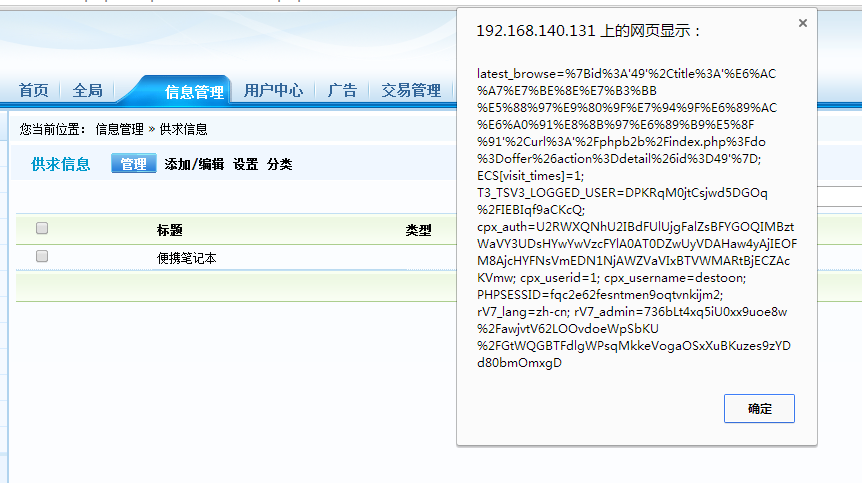 首页 全局 信息管理 用户中心 广告 交易管理
您当前位置： 信息管理 » 供求信息
供求信息 管理 添加/编辑 设置 分类
标题 类型
便携笔记本
192.168.140.131 上的网页显示：
×
latest_browse=%7Bid%3A'49'%2Ctitle%3A'%E6%AC
%A7%E7%BE%8E%E7%B3%BB
%E5%88%97%E9%80%9F%E7%94%9F%E6%89%AC
%E6%A0%91%E8%8B%97%E6%89%B9%E5%8F
%91'%2Curl%3A'%2Fphpb2b%2Findex.php%3Fdo
%3Doffer%26action%3Ddetail%26id%3D49'%7D;
ECS[visit_times]=1;
T3_TSV3_LOGGED_USER=DPKRqM0jtCsjwd5DGOq
%2FIEBIqf9aCKcQ;
cpx_auth=U2RWXQNhU2IBdFUlUjgFalZsBFYGOQIMBzt
WaVY3UDsHYwYwVzcFYlA0AT0DZwUyVDAHaw4yAjIEOF
M8AjcHYFNsVmEDN1NjAWZVaVIxBTVWMARtBjECZAc
KVmw; cpx_userid=1; cpx_username=destoon;
PHPSESSID=fqc2e62fesntmen9oqtvnkijm2;
rV7_lang=zh-cn; rV7_admin=736bLt4xq5iU0xx9uoe8w
%2FawjvtV62LOOvdoeWpSbKU
%2FGtWQGBTFdlgWPsqMkkeVogaOSxXuBKuzes9zYD
d80bmOmxgD
确定